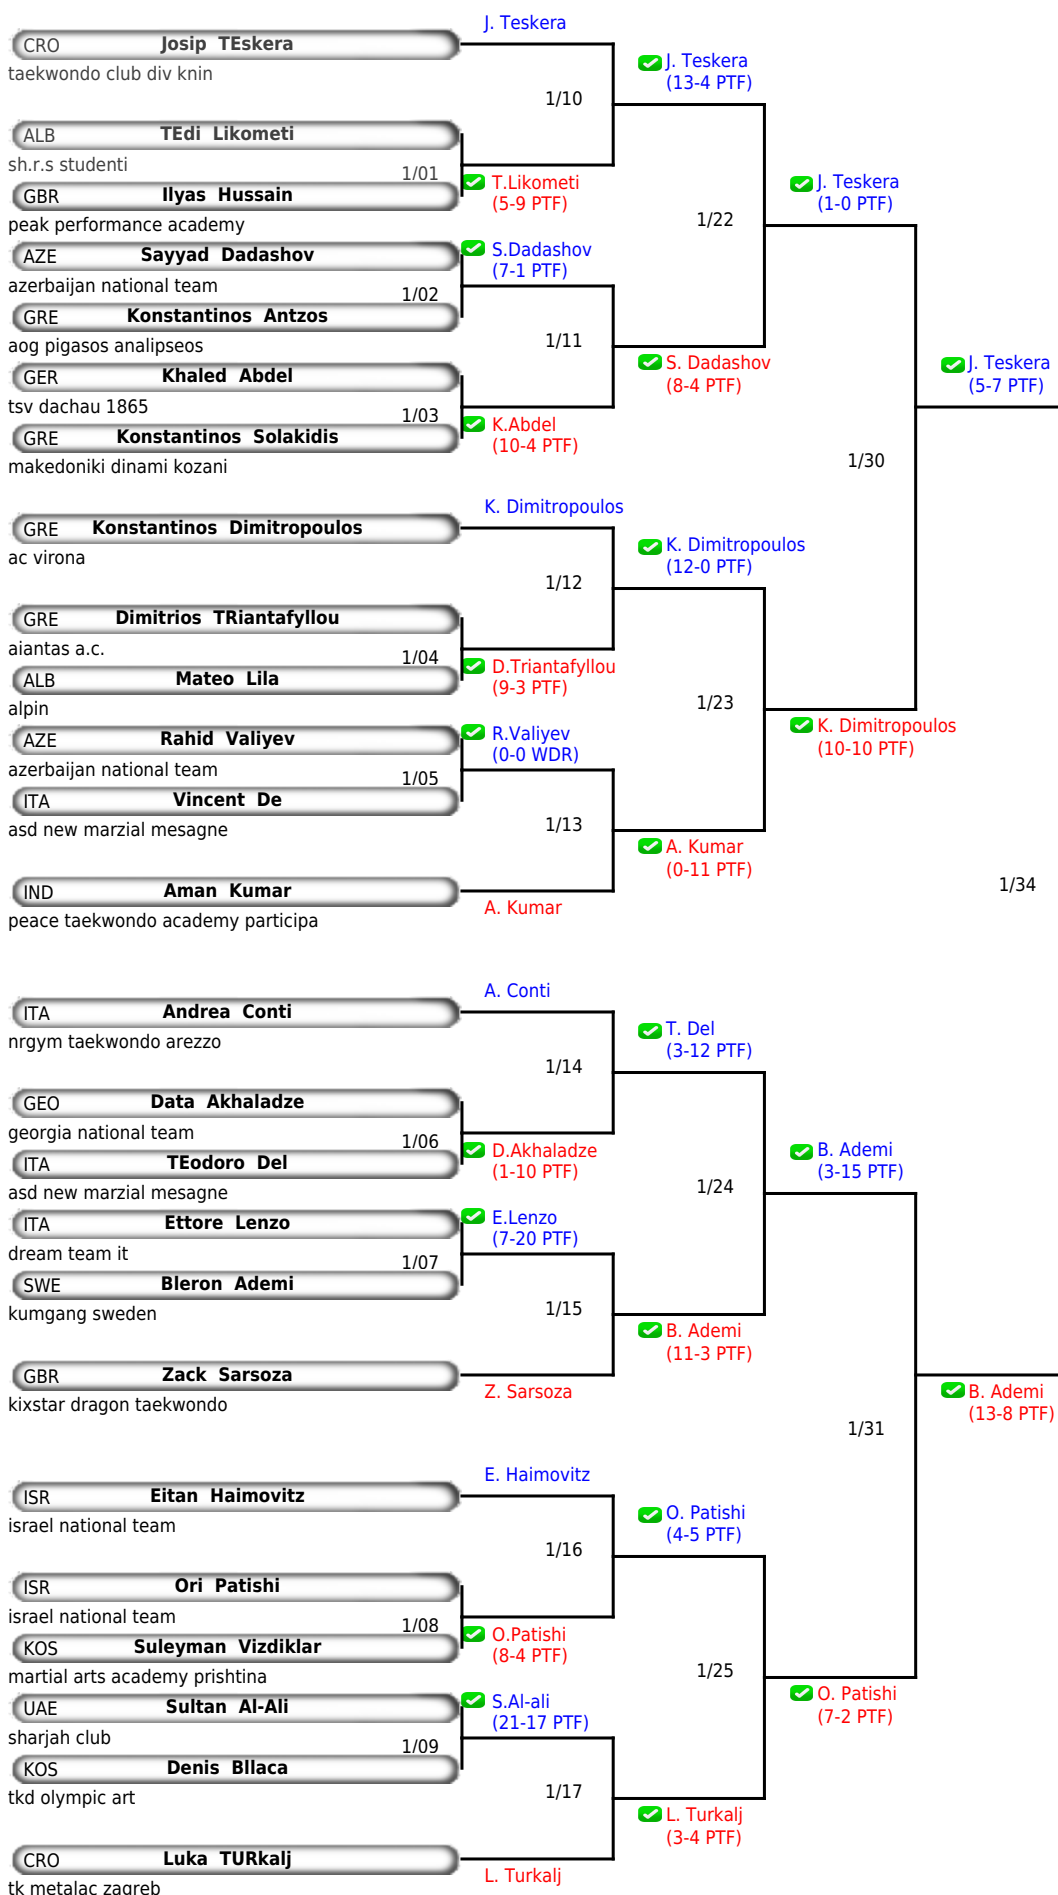 J. Teskera
CRO Josip TEskera
taekwondo club div knin
J. Teskera
(13-4 PTF)
1/10
ALB TEdi Likometi
sh.r.s studenti
1/01
T.Likometi
(5-9 PTF)
GBR Ilyas Hussain
peak performance academy
J. Teskera
(1-0 PTF)
1/22
AZE Sayyad Dadashov
azerbaijan national team
S.Dadashov
(7-1 PTF)
1/02
GRE Konstantinos Antzos
aog pigasos analipseos
1/11
S. Dadashov
(8-4 PTF)
J. Teskera
(5-7 PTF)
GER Khaled Abdel
tsv dachau 1865
1/03
K.Abdel
(10-4 PTF)
GRE Konstantinos Solakidis
makedoniki dinami kozani
1/30
K. Dimitropoulos
GRE Konstantinos Dimitropoulos
ac virona
K. Dimitropoulos
(12-0 PTF)
1/12
GRE Dimitrios TRiantafyllou
aiantas a.c.
1/04
D.Triantafyllou
(9-3 PTF)
ALB Mateo Lila
alpin
1/23
K. Dimitropoulos
(10-10 PTF)
AZE Rahid Valiyev
azerbaijan national team
R.Valiyev
(0-0 WDR)
1/05
ITA Vincent De
asd new marzial mesagne
1/13
A. Kumar
(0-11 PTF)
IND Aman Kumar
peace taekwondo academy participa
A. Kumar
1/34
A. Conti
ITA Andrea Conti
nrgym taekwondo arezzo
T. Del
(3-12 PTF)
1/14
GEO Data Akhaladze
georgia national team
1/06
D.Akhaladze
(1-10 PTF)
ITA TEodoro Del
asd new marzial mesagne
B. Ademi
(3-15 PTF)
1/24
ITA Ettore Lenzo
dream team it
E.Lenzo
(7-20 PTF)
1/07
SWE Bleron Ademi
kumgang sweden
1/15
B. Ademi
(11-3 PTF)
GBR Zack Sarsoza
kixstar dragon taekwondo
Z. Sarsoza
B. Ademi
(13-8 PTF)
1/31
E. Haimovitz
ISR Eitan Haimovitz
israel national team
O. Patishi
(4-5 PTF)
1/16
ISR Ori Patishi
israel national team
1/08
O.Patishi
(8-4 PTF)
KOS Suleyman Vizdiklar
martial arts academy prishtina
1/25
O. Patishi
(7-2 PTF)
UAE Sultan Al-Ali
sharjah club
S.Al-ali
(21-17 PTF)
1/09
KOS Denis Bllaca
tkd olympic art
1/17
L. Turkalj
(3-4 PTF)
CRO Luka TURkalj
L. Turkalj
tk metalac zagreb